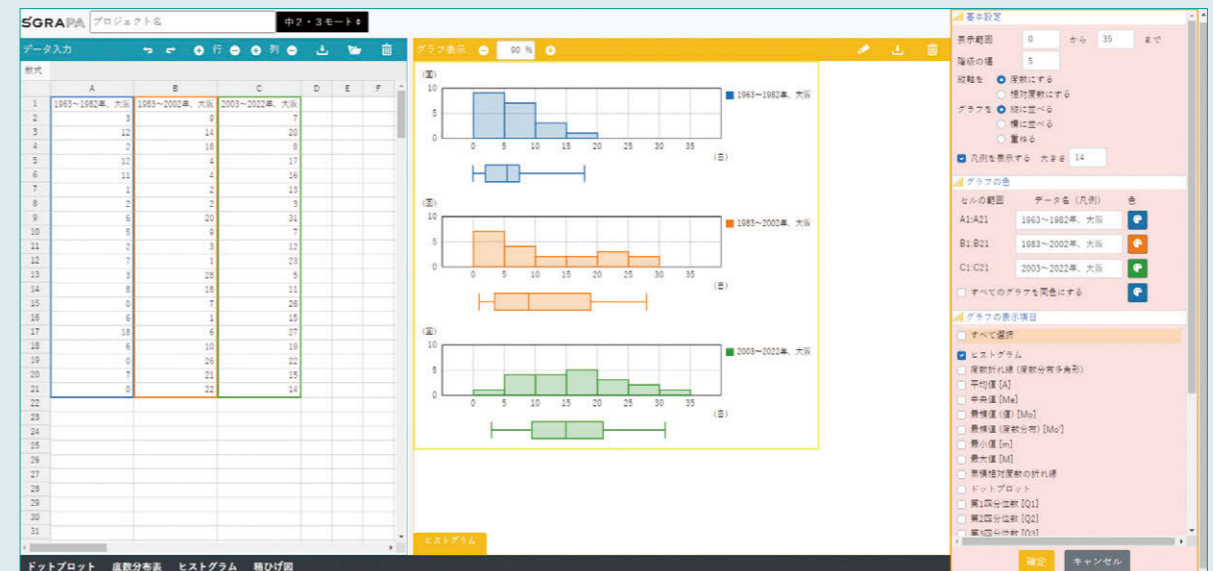 SGRAPA プロジェクト名 中2・3モード
データ入力 行 列
数式
A B C D E F
1 1963～1982年、大阪 1983～2002年、大阪 2003～2022年、大阪
2 3 9 7
3 12 14 20
4 2 18 8
5 12 4 17
6 11 4 16
7 1 2 13
8 2 2 3
9 6 20 31
10 5 9 7
11 2 3 12
12 7 1 23
13 3 28 5
14 8 18 11
15 0 7 26
16 6 1 15
17 18 6 27
18 6 10 19
19 0 26 22
20 7 21 15
21 0 22 14
22
23
24
25
26
27
28
29
30
31
ドットプロット 度数分布表 ヒストグラム 箱ひげ図
グラフ表示 90 %
(回)
10
5
0
0 5 10 15 20 25 30 35
(日)
1963～1982年、大阪
(回)
10
5
0
0 5 10 15 20 25 30 35
(日)
1983～2002年、大阪
(回)
10
5
0
0 5 10 15 20 25 30 35
(日)
2003～2022年、大阪
ヒストグラム
基本設定
表示範囲 0 から 35 まで
階級の幅 5
縦軸を 度数にする
相対度数にする
グラフを 縦に並べる
横に並べる
重ねる
凡例を表示する 大きさ 14
グラフの色
セルの範囲 データ名（凡例） 色
A1:A21 1963～1982年、大阪
B1:B21 1983～2002年、大阪
C1:C21 2003～2022年、大阪
すべてのグラフを同色にする
グラフの表示項目
すべて選択
ヒストグラム
度数折れ線（度数分布多角形）
平均値 [A]
中央値 [Me]
最頻値（値）[Mo]
最頻値（度数分布）[Mo']
最小値 [m]
最大値 [M]
累積相対度数の折れ線
ドットプロット
第1四分位数 [Q1]
第2四分位数 [Q2]
第3四分位数 [Q3]
確定 キャンセル